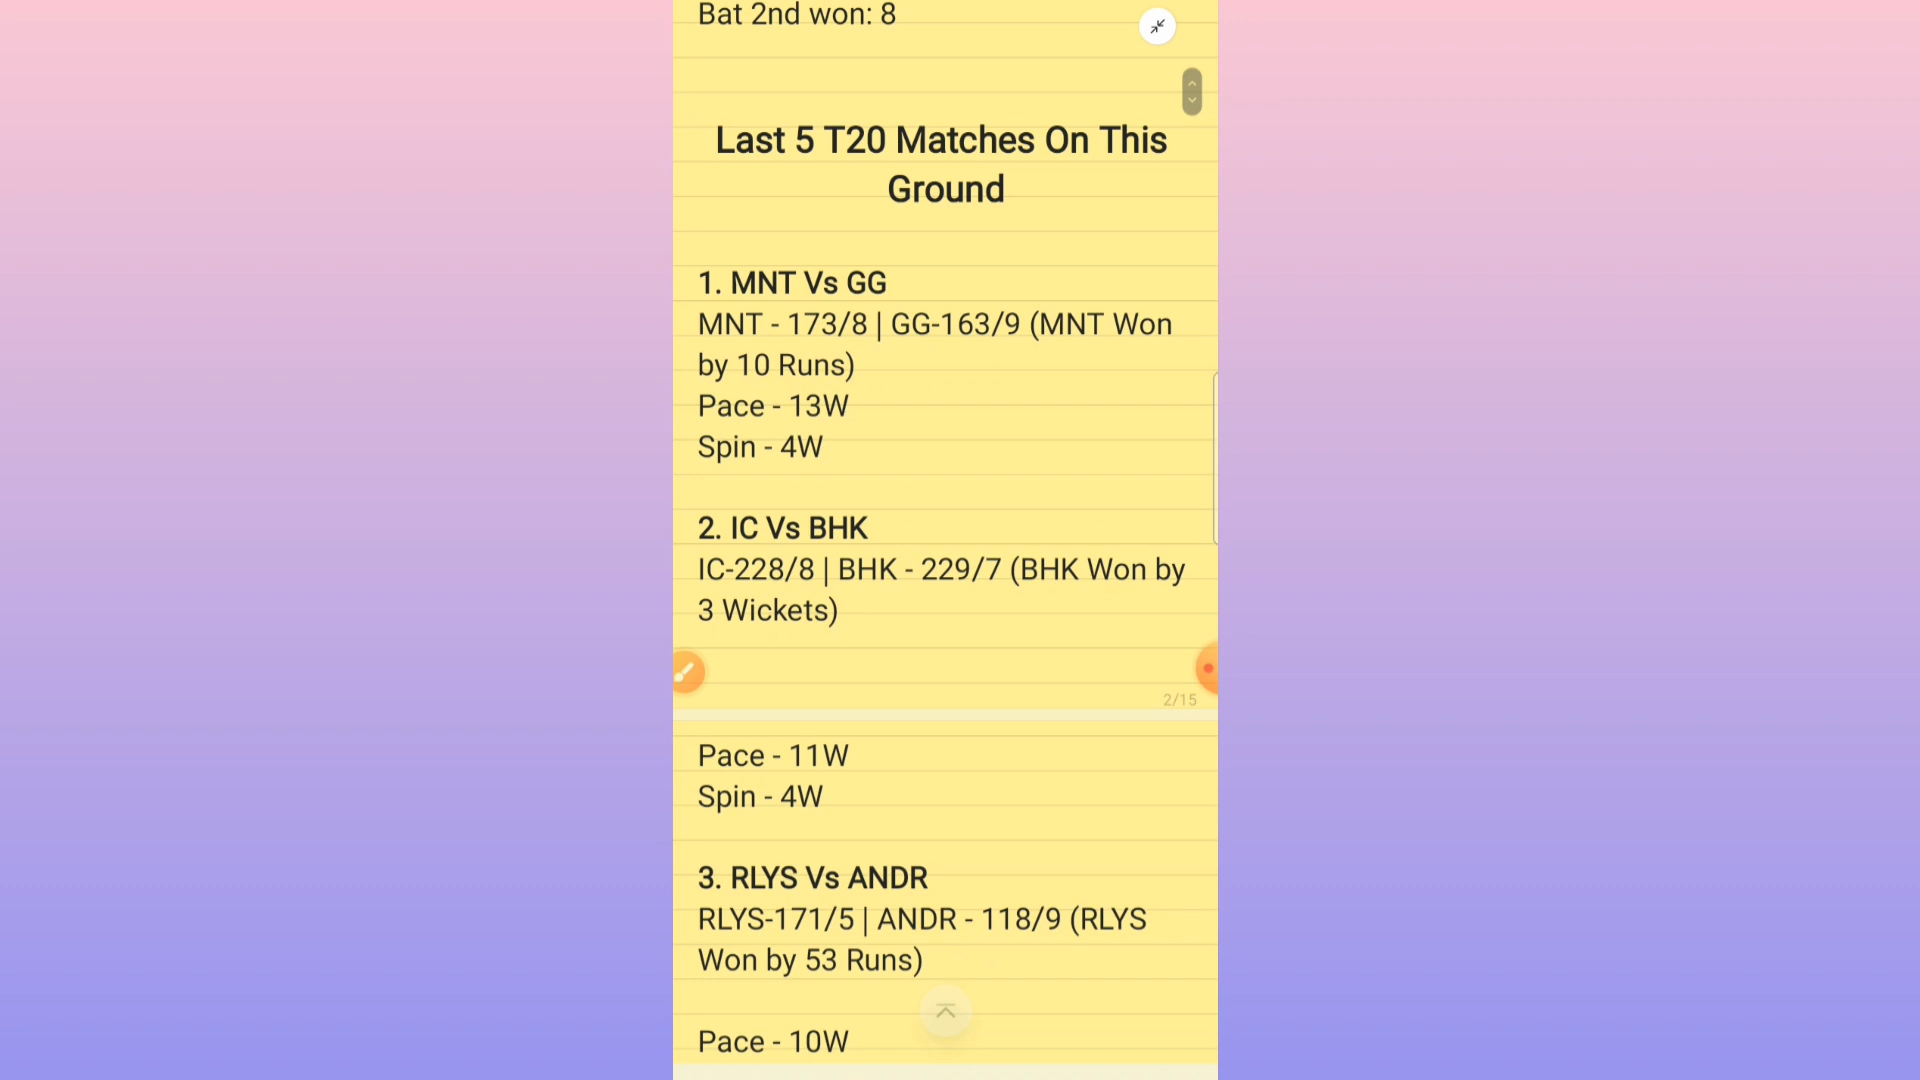 Bat 2nd won: 8
Last 5 T20 Matches On This
Ground
1. MNT Vs GG
MNT - 173/8 | GG-163/9 (MNT Won
by 10 Runs)
Pace - 13W
Spin - 4W
2. IC Vs BHK
IC-228/8 | BHK - 229/7 (BHK Won by
3 Wickets)
2/15
Pace - 11W
Spin - 4W
3. RLYS Vs ANDR
RLYS-171/5 | ANDR - 118/9 (RLYS
Won by 53 Runs)
Pace - 10W